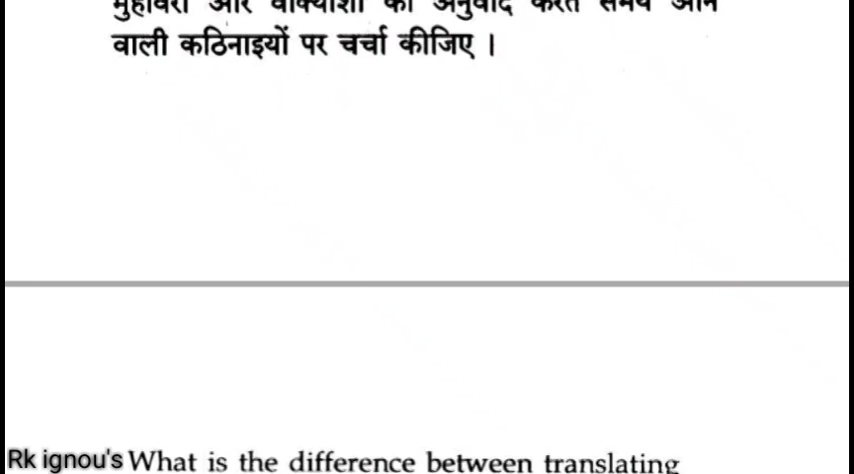 मुहावरों और वाक्यांशों का अनुवाद करते समय आने
वाली कठिनाइयों पर चर्चा कीजिए ।
Rk ignou's What is the difference between translating